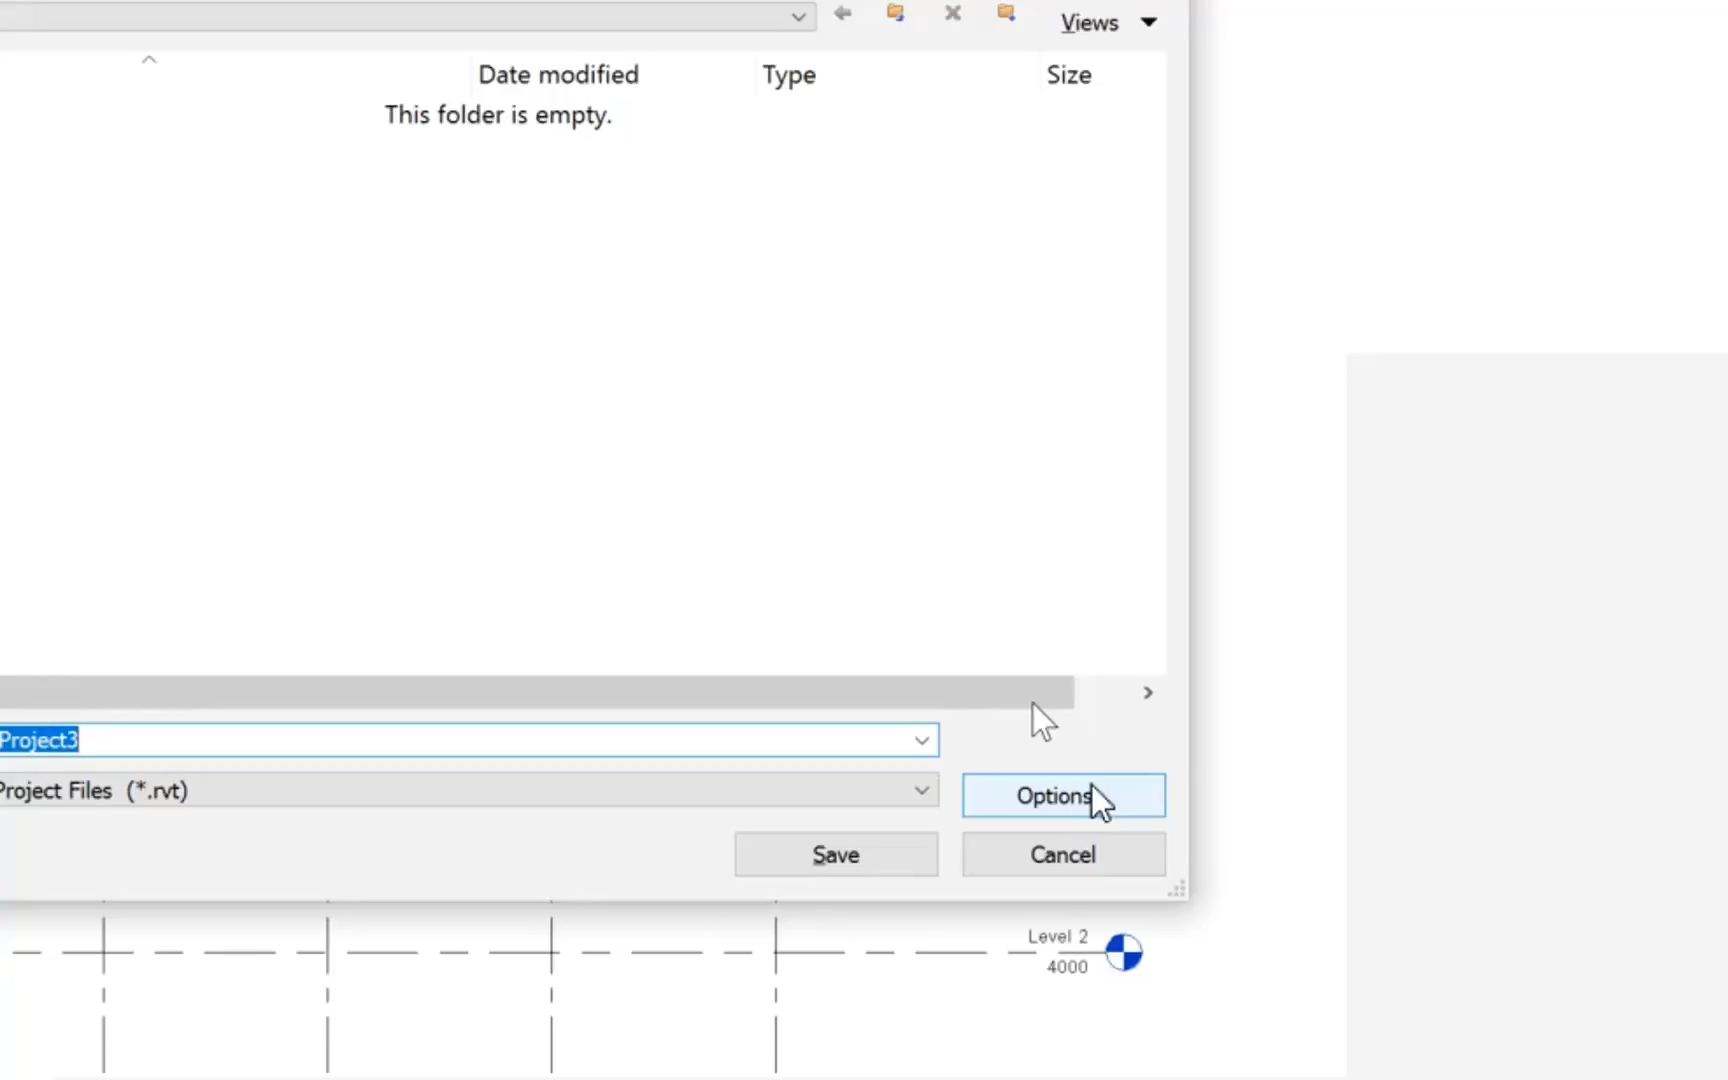 Views
Date modified Type Size
This folder is empty.
Project3
Project Files (*.rvt)
Options
Save Cancel
Level 2
4000